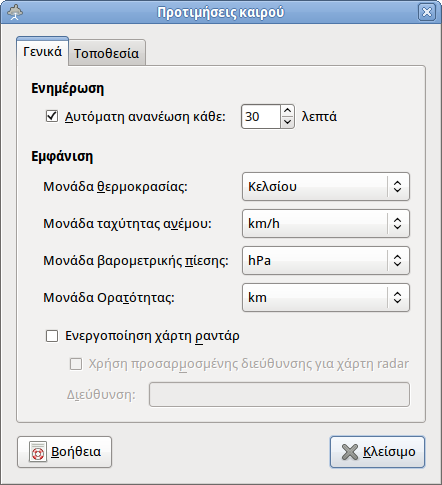 Προτιμήσεις καιρού
Γενικά Τοποθεσία
Ενημέρωση
Αυτόματη ανανέωση κάθε: 30 λεπτά
Εμφάνιση
Μονάδα θερμοκρασίας: Κελσίου
Μονάδα ταχύτητας ανέμου: km/h
Μονάδα βαρομετρικής πίεσης: hPa
Μονάδα Ορατότητας: km
Ενεργοποίηση χάρτη ραντάρ
Χρήση προσαρμοσμένης διεύθυνσης για χάρτη radar
Διεύθυνση:
Βοήθεια Κλείσιμο